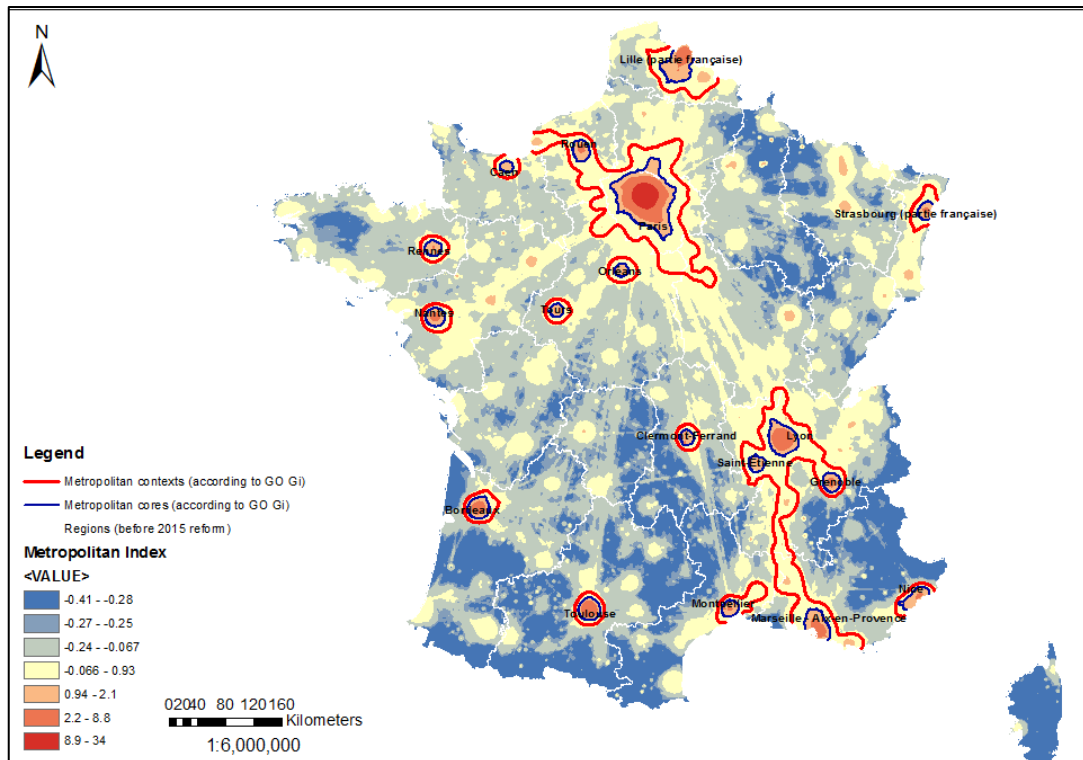 N
Lille (partie française)
Rouen
Caen
Strasbourg (partie française)
Paris
Rennes
Orléans
Nantes
Tours
Clermont-Ferrand
Lyon
Saint-Etienne
Grenoble
Bordeaux
Nice
Montpellier
Marseille - Aix-en-Provence
Toulouse
Legend
Metropolitan contexts (according to GO Gi)
Metropolitan cores (according to GO Gi)
Regions (before 2015 reform)
Metropolitan Index
<VALUE>
-0.41 - -0.28
-0.27 - -0.25
-0.24 - -0.067
-0.066 - 0.93
0.94 - 2.1
2.2 - 8.8
8.9 - 34
02040 80 120 160
Kilometers
1:6,000,000